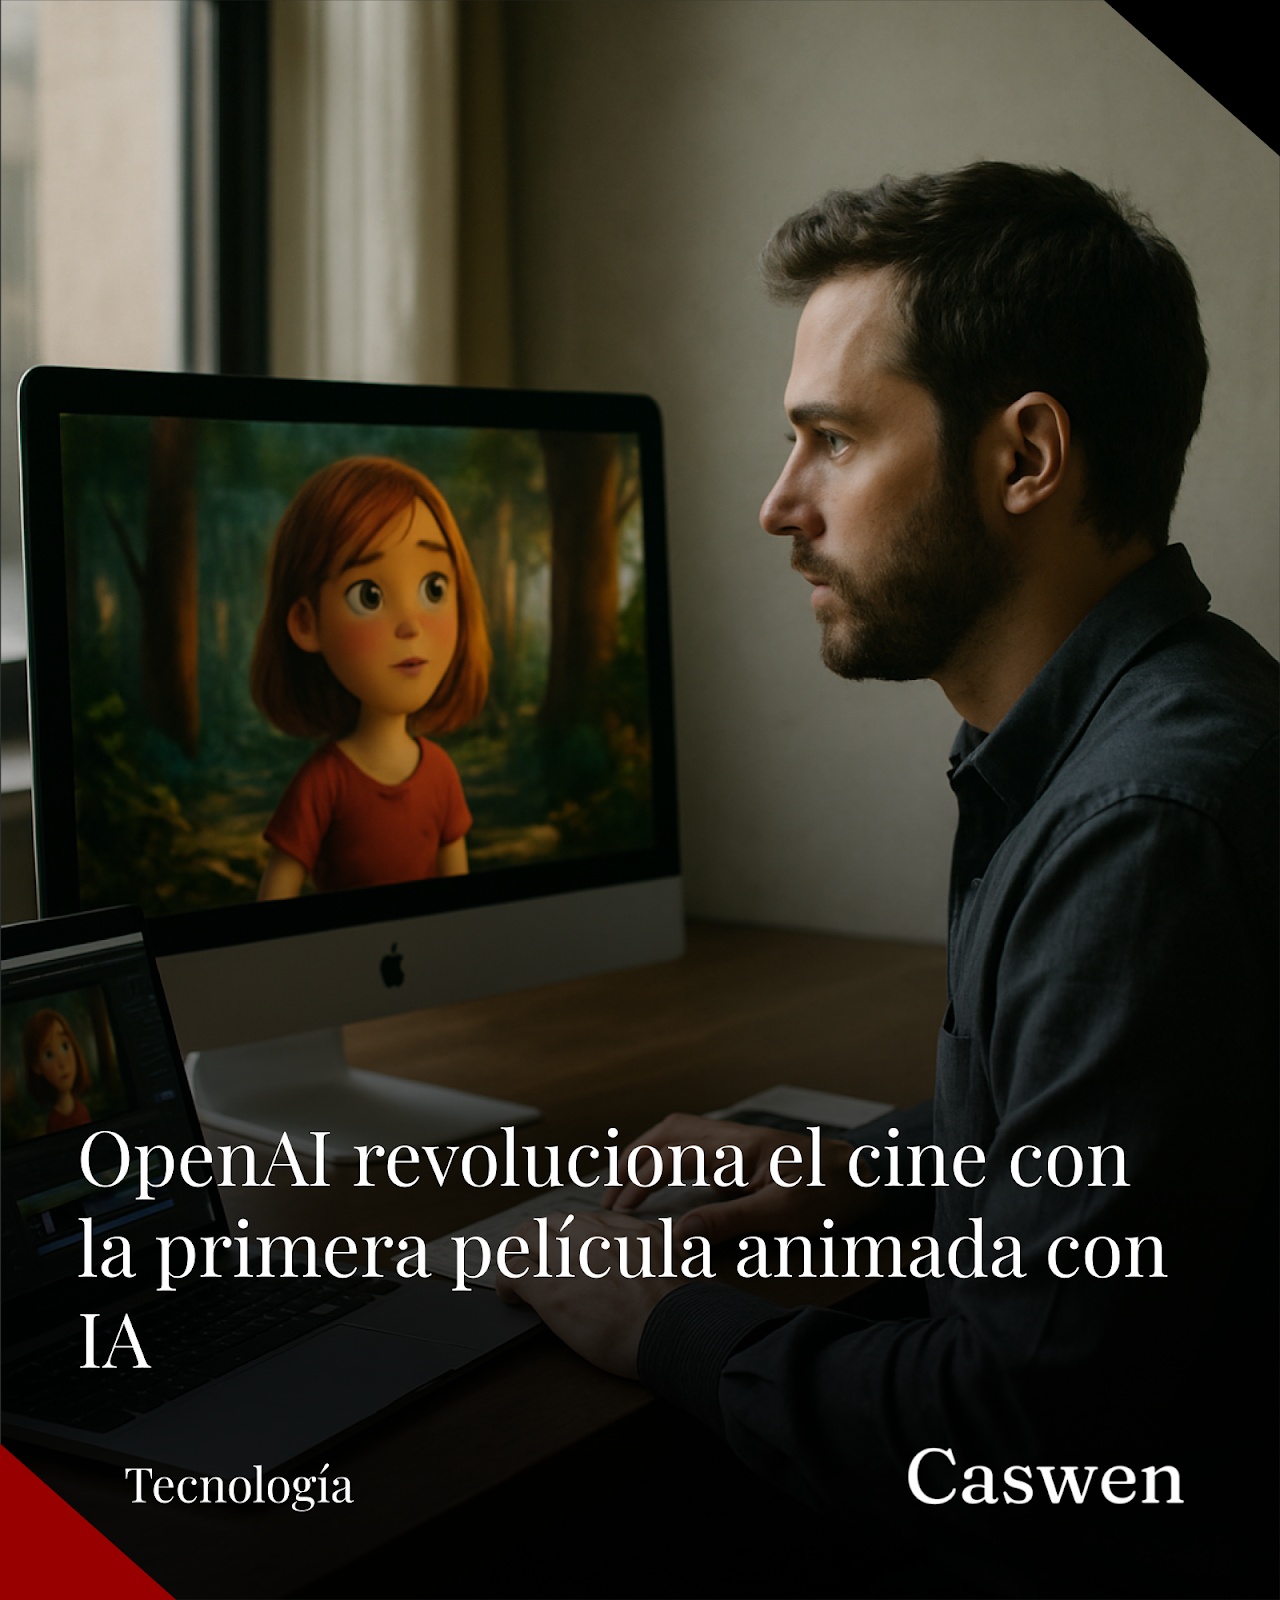 OpenAI revoluciona el cine con
la primera película animada con
IA
Tecnología
Caswen